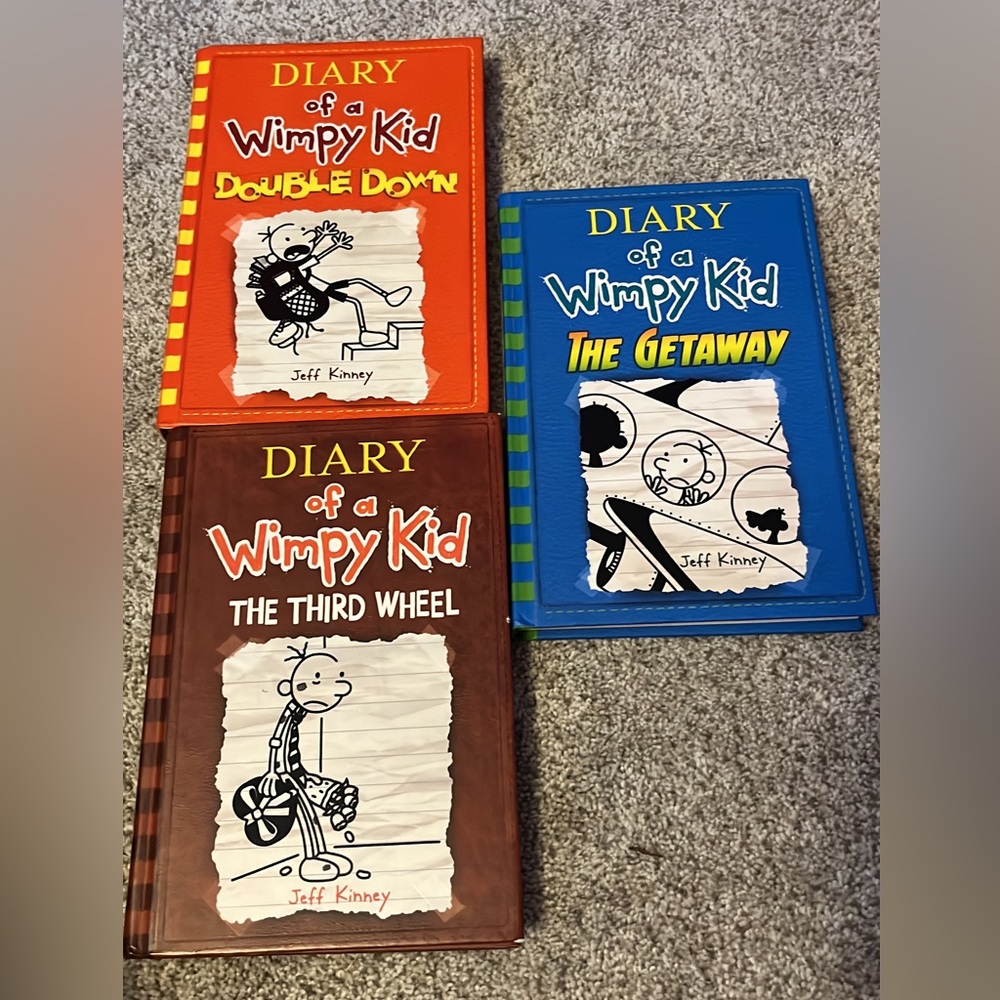 DIARY
of a
Wimpy Kid
DOUBLE DOWN
Jeff Kinney
DIARY
of a
Wimpy Kid
THE GETAWAY
Jeff Kinney
DIARY
of a
Wimpy Kid
THE THIRD WHEEL
Jeff Kinney